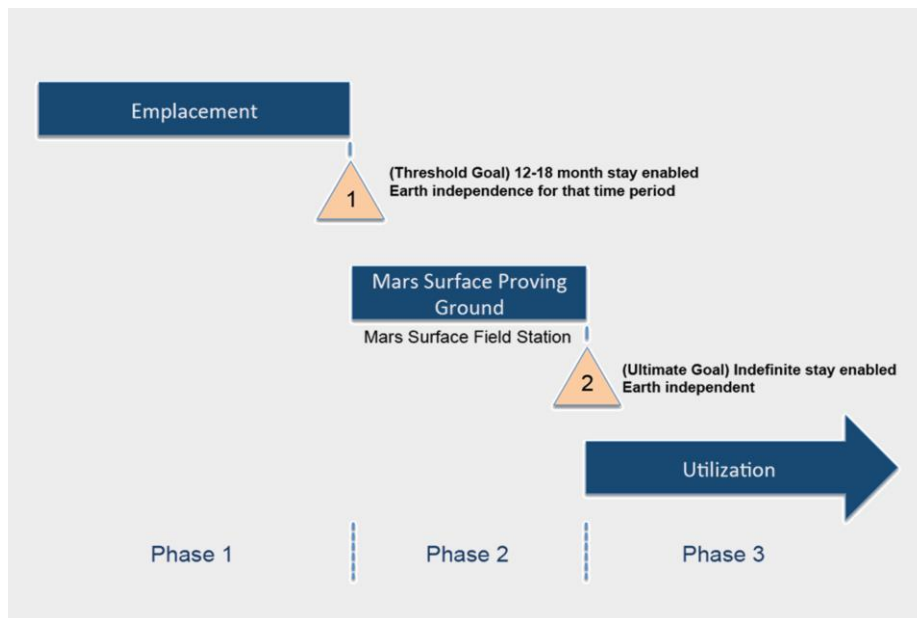 Emplacement
(Threshold Goal) 12-18 month stay enabled
Earth independence for that time period
1
Mars Surface Proving
Ground
Mars Surface Field Station
(Ultimate Goal) Indefinite stay enabled
Earth independent
2
Utilization
Phase 1
Phase 2
Phase 3